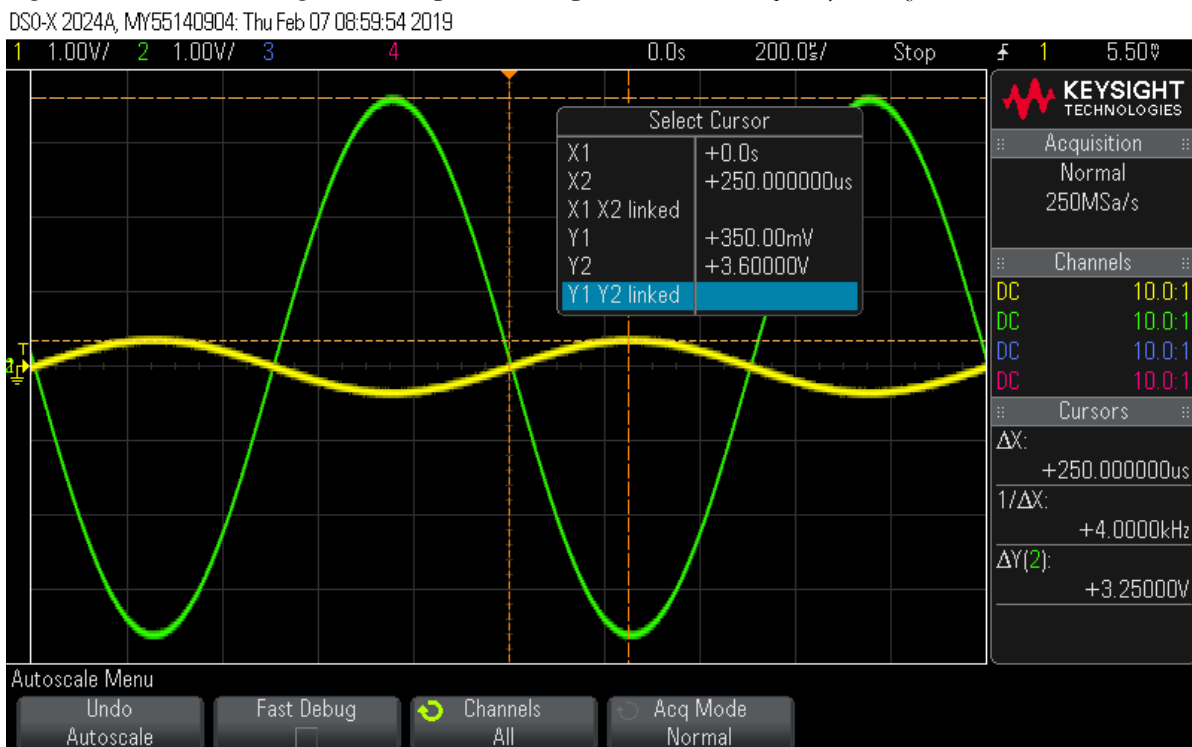 DSO-X 2024A, MY55140904: Thu Feb 07 08:59:54 2019
1 1.00V/ 2 1.00V/ 3 4 0.0s 200.0µs/ Stop 1 5.50V
KEYSIGHT
TECHNOLOGIES
Acquisition
Normal
250MSa/s
Channels
DC 10.0:1
DC 10.0:1
DC 10.0:1
DC 10.0:1
Cursors
ΔX:
+250.000000us
1/ΔX:
+4.0000kHz
ΔY(2):
+3.25000V
Select Cursor
X1 +0.0s
X2 +250.000000us
X1 X2 linked
Y1 +350.00mV
Y2 +3.60000V
Y1 Y2 linked
T
Autoscale Menu
Undo
Autoscale
Fast Debug
Channels
All
Acq Mode
Normal